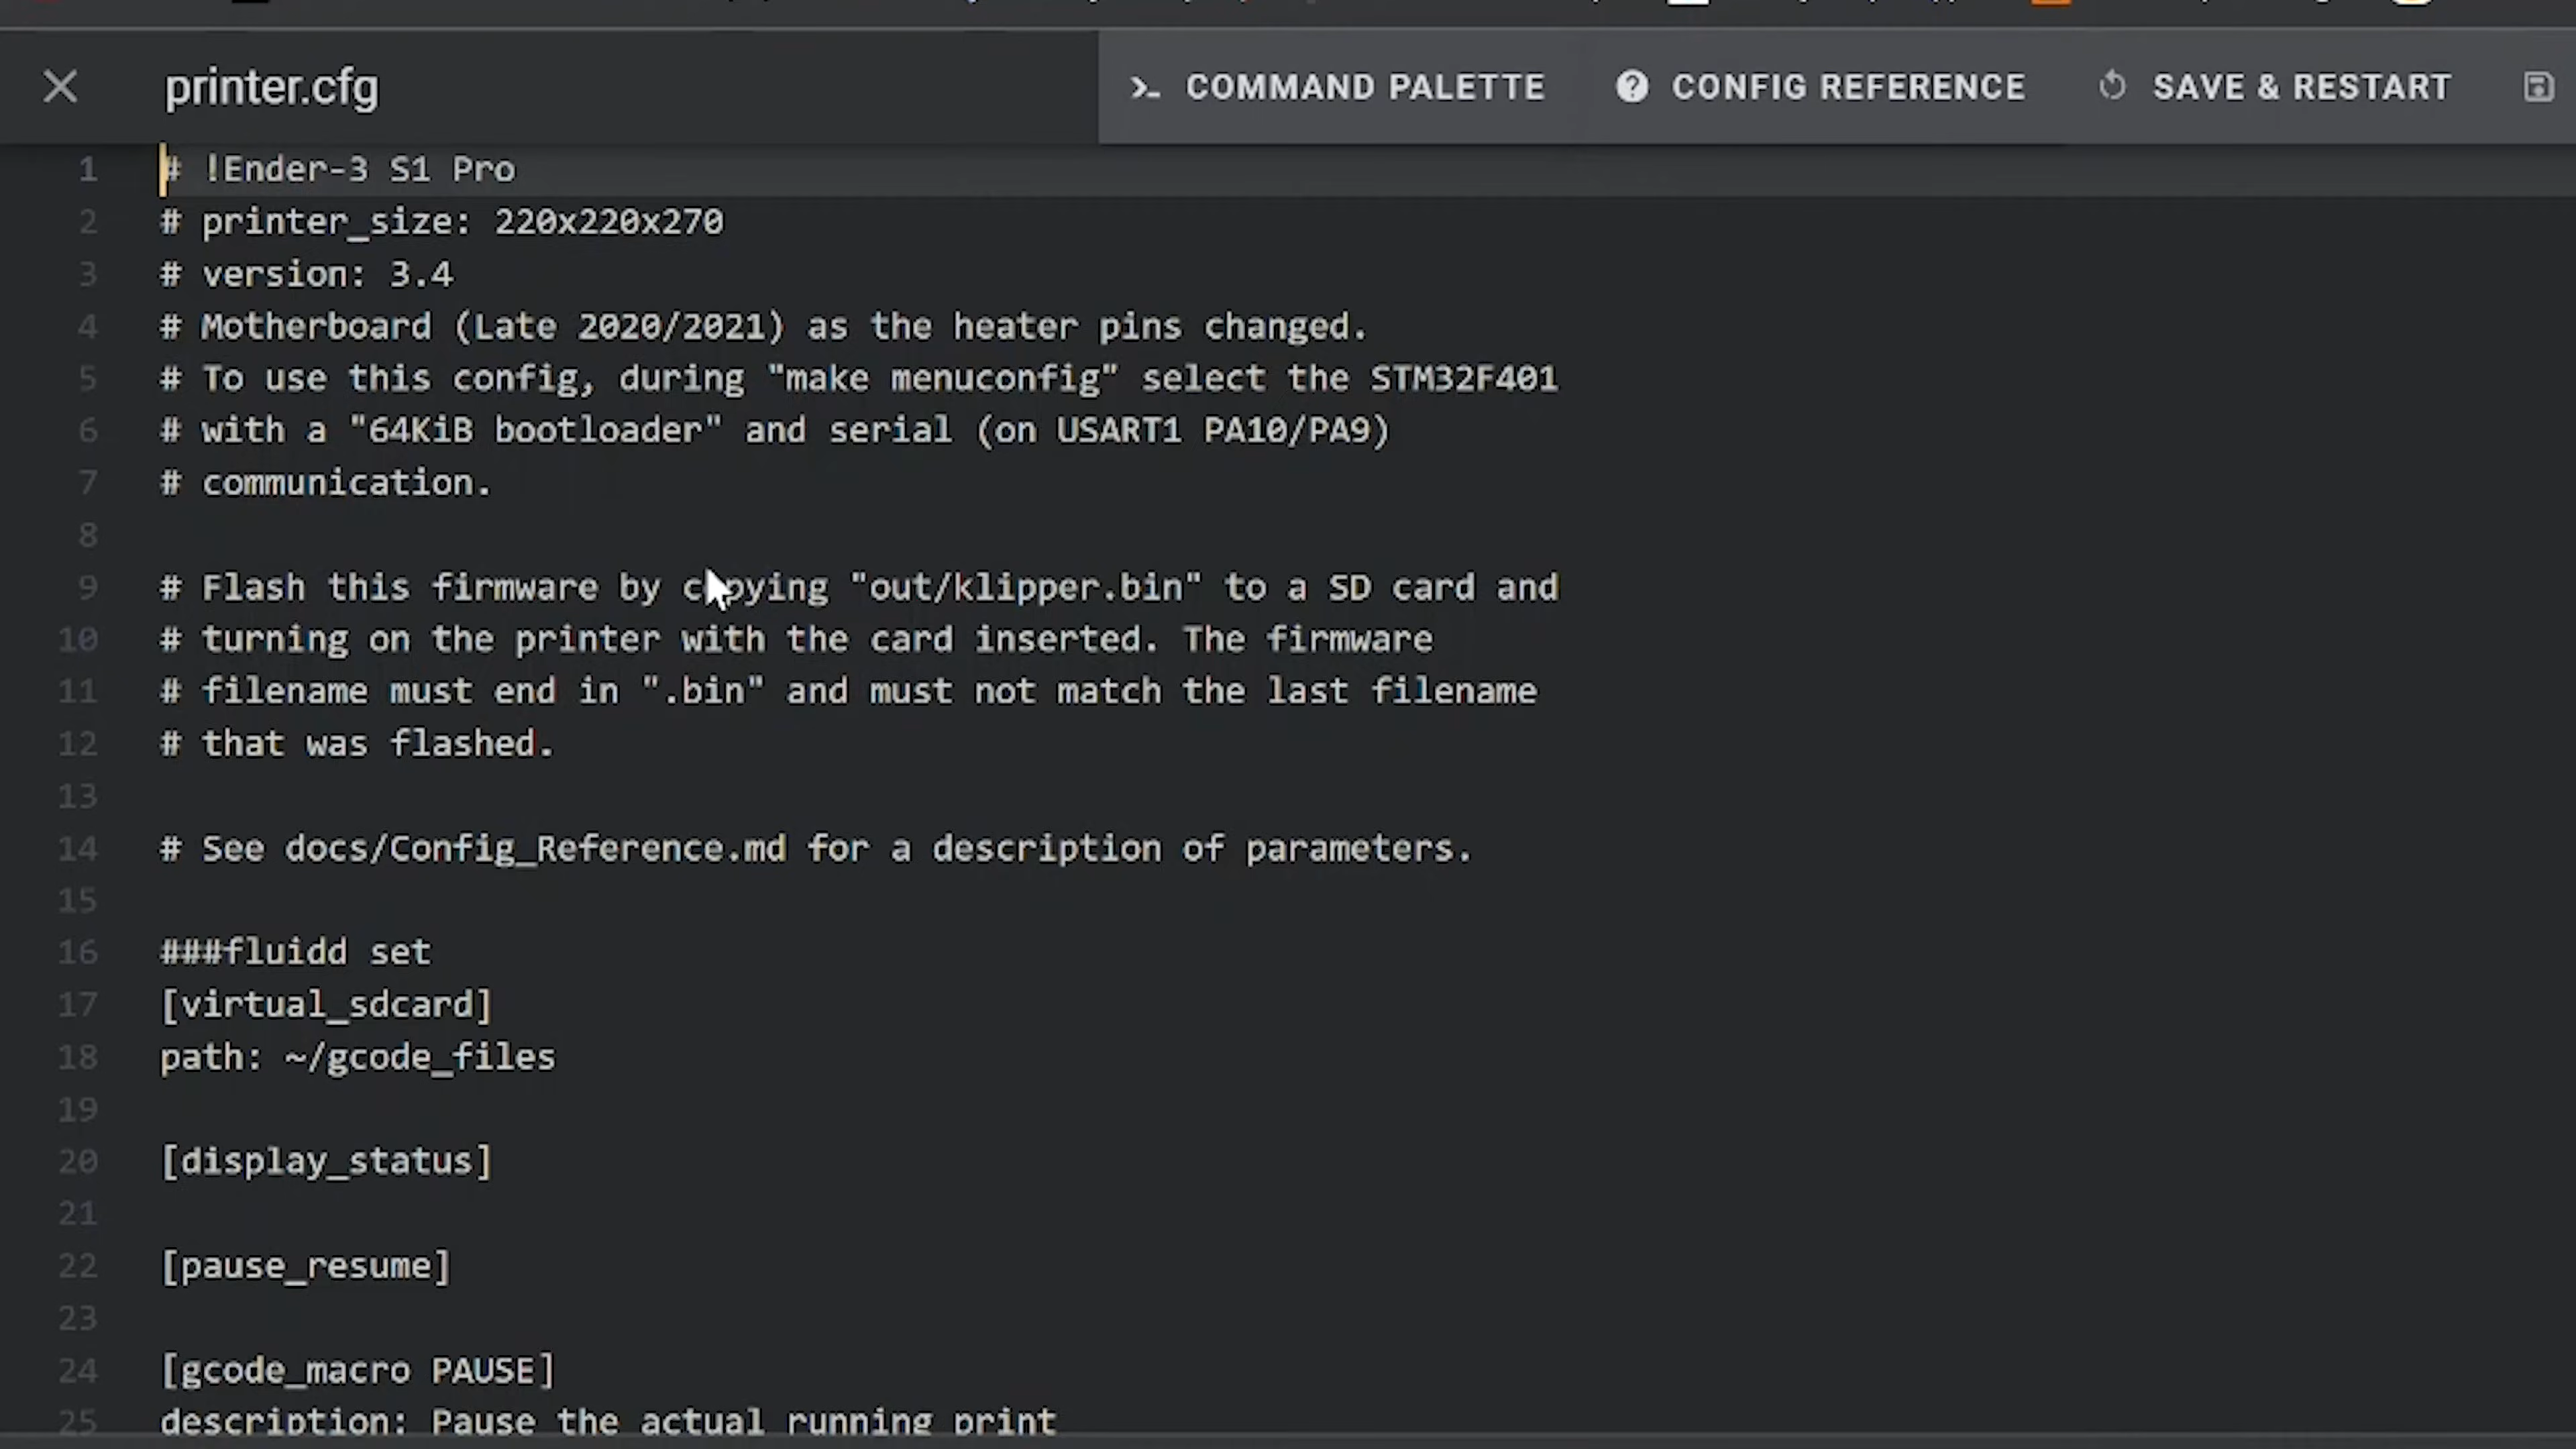 printer.cfg
COMMAND PALETTE
CONFIG REFERENCE
SAVE & RESTART
1 # !Ender-3 S1 Pro
2 # printer_size: 220x220x270
3 # version: 3.4
4 # Motherboard (Late 2020/2021) as the heater pins changed.
5 # To use this config, during "make menuconfig" select the STM32F401
6 # with a "64KiB bootloader" and serial (on USART1 PA10/PA9)
7 # communication.
8
9 # Flash this firmware by copying "out/klipper.bin" to a SD card and
10 # turning on the printer with the card inserted. The firmware
11 # filename must end in ".bin" and must not match the last filename
12 # that was flashed.
13
14 # See docs/Config_Reference.md for a description of parameters.
15
16 ###fluidd set
17 [virtual_sdcard]
18 path: ~/gcode_files
19
20 [display_status]
21
22 [pause_resume]
23
24 [gcode_macro PAUSE]
25 description: Pause the actual running print